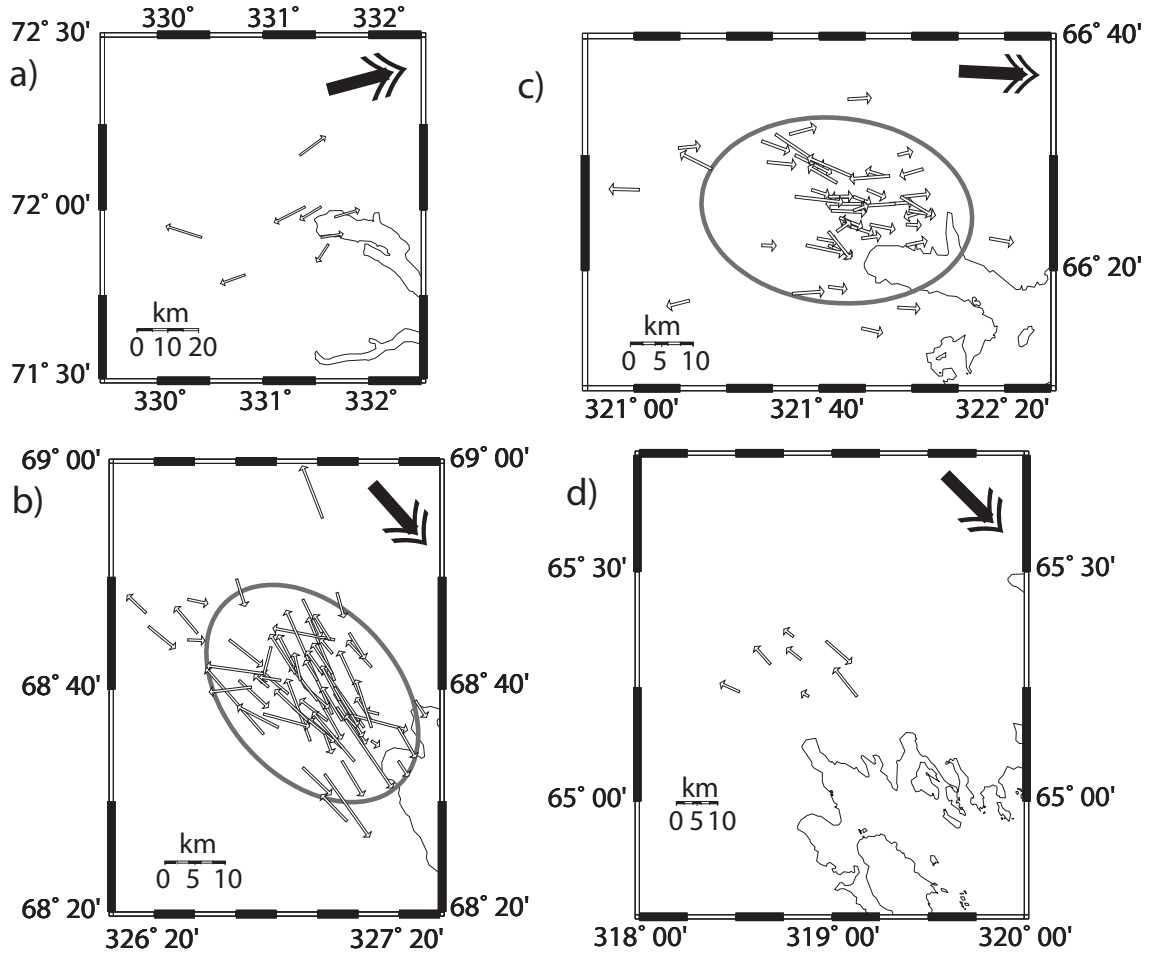 330° 331° 332°
72° 30'
a)
72° 00'
km
0 10 20
71° 30'
330° 331° 332°
66° 40'
c)
66° 20'
km
0 5 10
321° 00' 321° 40' 322° 20'
69° 00' 69° 00'
b)
68° 40' 68° 40'
km
0 5 10
68° 20' 68° 20'
326° 20' 327° 20'
d)
65° 30' 65° 30'
km
0 5 10
65° 00' 65° 00'
318° 00' 319° 00' 320° 00'